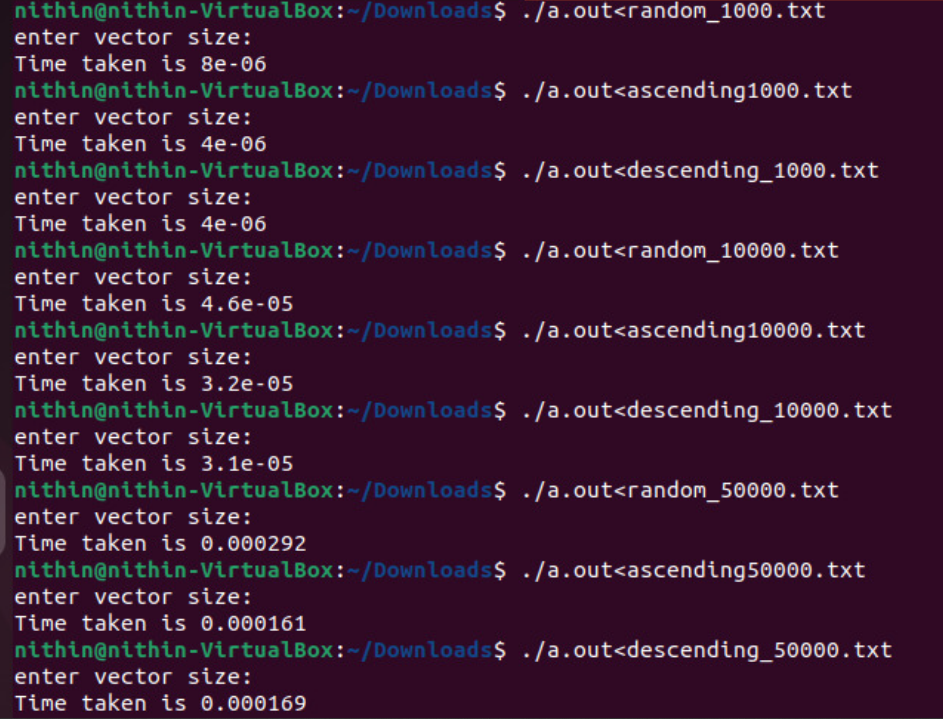 nithin@nithin-VirtualBox:~/Downloads$ ./a.out<random_1000.txt
enter vector size:
Time taken is 8e-06
nithin@nithin-VirtualBox:~/Downloads$ ./a.out<ascending1000.txt
enter vector size:
Time taken is 4e-06
nithin@nithin-VirtualBox:~/Downloads$ ./a.out<descending_1000.txt
enter vector size:
Time taken is 4e-06
nithin@nithin-VirtualBox:~/Downloads$ ./a.out<random_10000.txt
enter vector size:
Time taken is 4.6e-05
nithin@nithin-VirtualBox:~/Downloads$ ./a.out<ascending10000.txt
enter vector size:
Time taken is 3.2e-05
nithin@nithin-VirtualBox:~/Downloads$ ./a.out<descending_10000.txt
enter vector size:
Time taken is 3.1e-05
nithin@nithin-VirtualBox:~/Downloads$ ./a.out<random_50000.txt
enter vector size:
Time taken is 0.000292
nithin@nithin-VirtualBox:~/Downloads$ ./a.out<ascending50000.txt
enter vector size:
Time taken is 0.000161
nithin@nithin-VirtualBox:~/Downloads$ ./a.out<descending_50000.txt
enter vector size:
Time taken is 0.000169